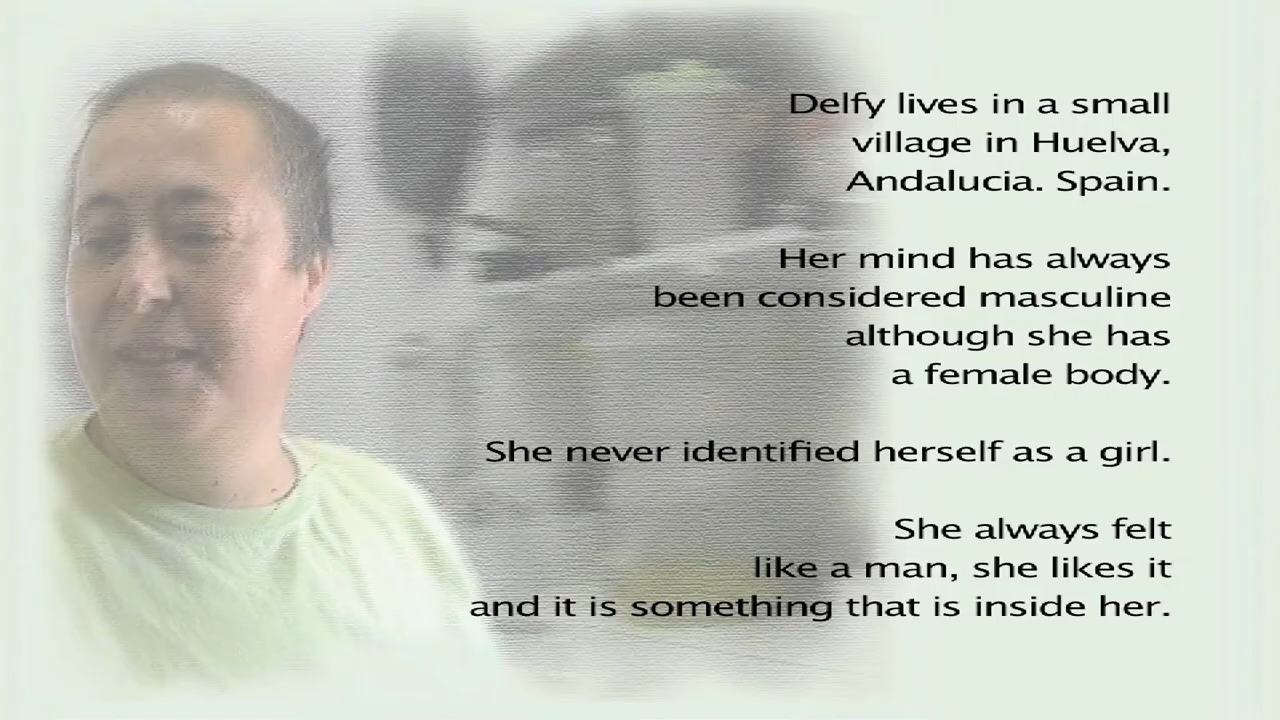 Delfy lives in a small
village in Huelva,
Andalucia. Spain.
Her mind has always
been considered masculine
although she has
a female body.
She never identified herself as a girl.
She always felt
like a man, she likes it
and it is something that is inside her.